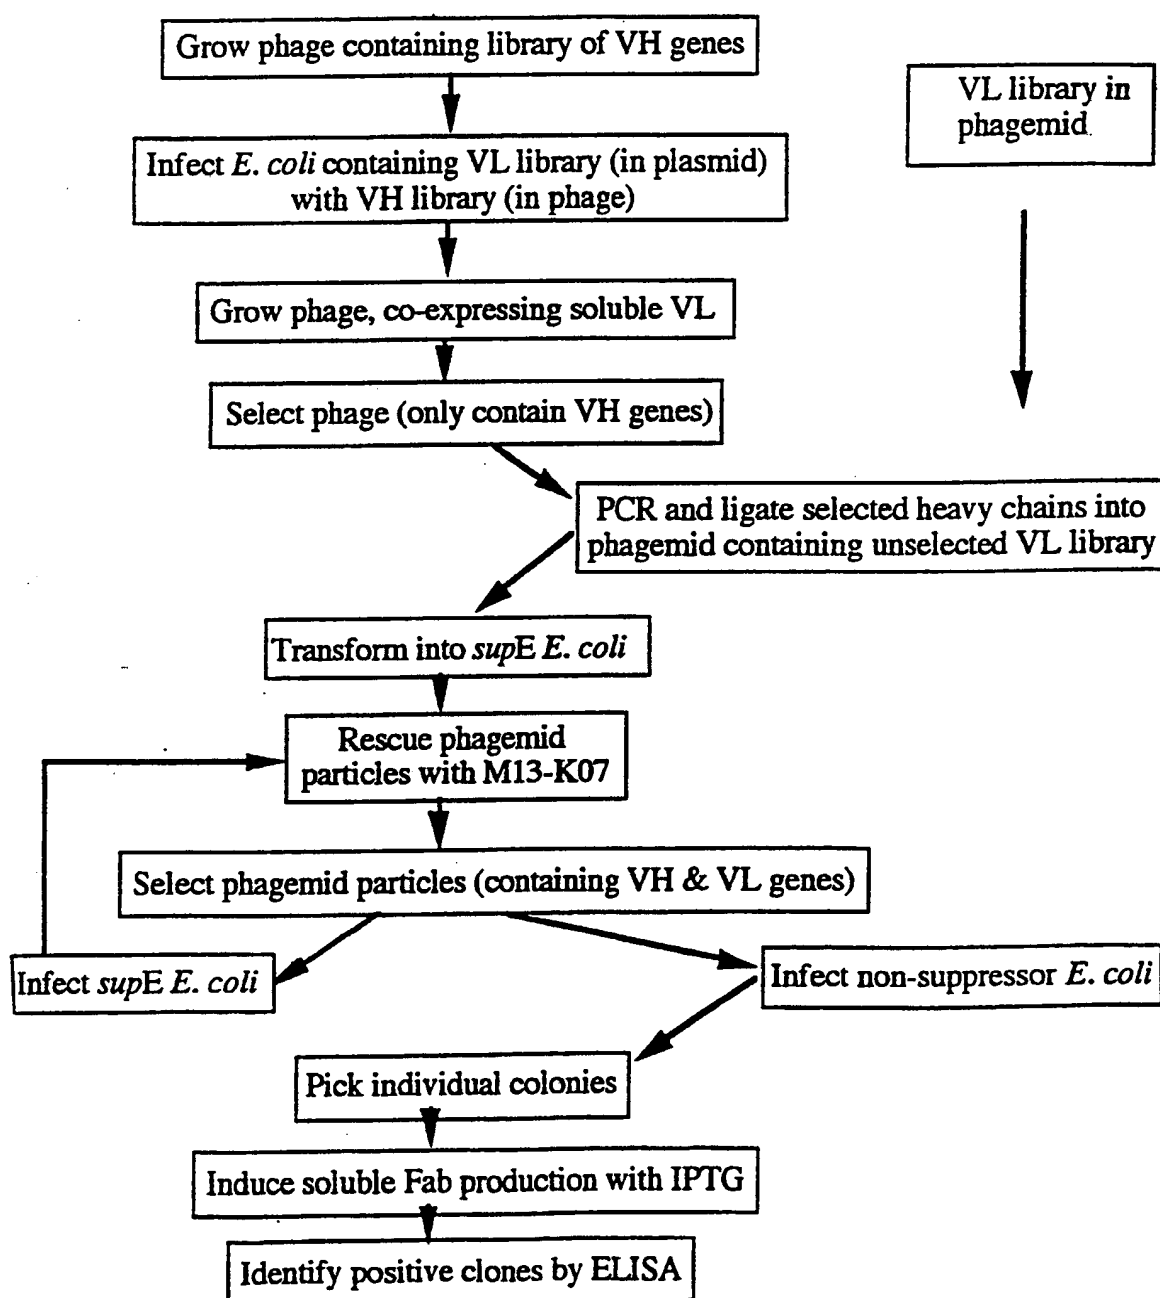 Grow phage containing library of VH genes
VL library in
phagemid.
Infect E. coli containing VL library (in plasmid)
with VH library (in phage)
Grow phage, co-expressing soluble VL
Select phage (only contain VH genes)
PCR and ligate selected heavy chains into
phagemid containing unselected VL library
Transform into supE E. coli
Rescue phagemid
particles with M13-K07
Select phagemid particles (containing VH & VL genes)
Infect supE E. coli
Infect non-suppressor E. coli
Pick individual colonies
Induce soluble Fab production with IPTG
Identify positive clones by ELISA